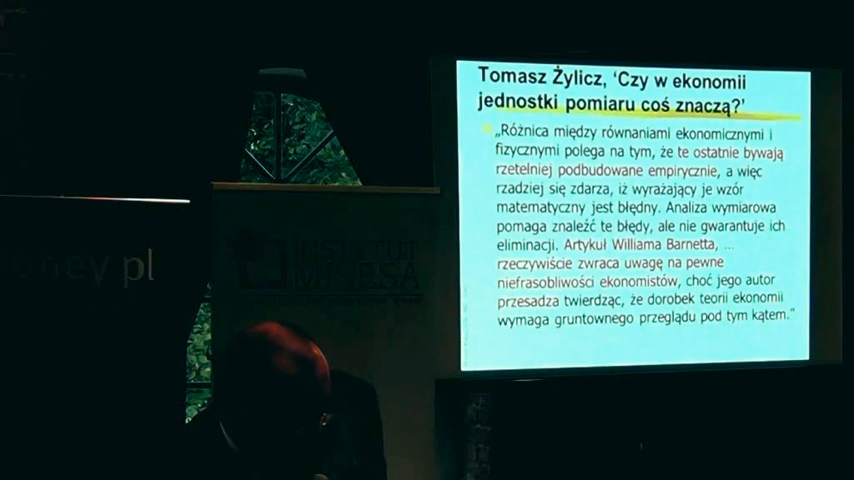 Tomasz Żylicz, 'Czy w ekonomii
jednostki pomiaru coś znaczą?'
„Różnica między równaniami ekonomicznymi i
fizycznymi polega na tym, że te ostatnie bywają
rzetelniej podbudowane empirycznie, a więc
rzadziej się zdarza, iż wyrażający je wzór
matematyczny jest błędny. Analiza wymiarowa
pomaga znaleźć te błędy, ale nie gwarantuje ich
eliminacji. Artykuł Williama Barnetta, ...
rzeczywiście zwraca uwagę na pewne
niefrasobliwości ekonomistów, choć jego autor
przesadza twierdząc, że dorobek teorii ekonomii
wymaga gruntownego przeglądu pod tym kątem."
INSTYTUT
MISESA
ney.pl